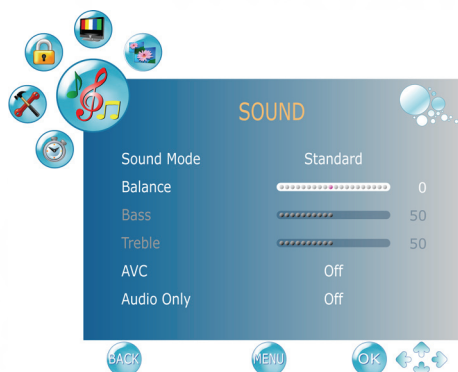 SOUND
Sound Mode Standard
Balance 0
Bass 50
Treble 50
AVC Off
Audio Only Off
BACK MENU OK